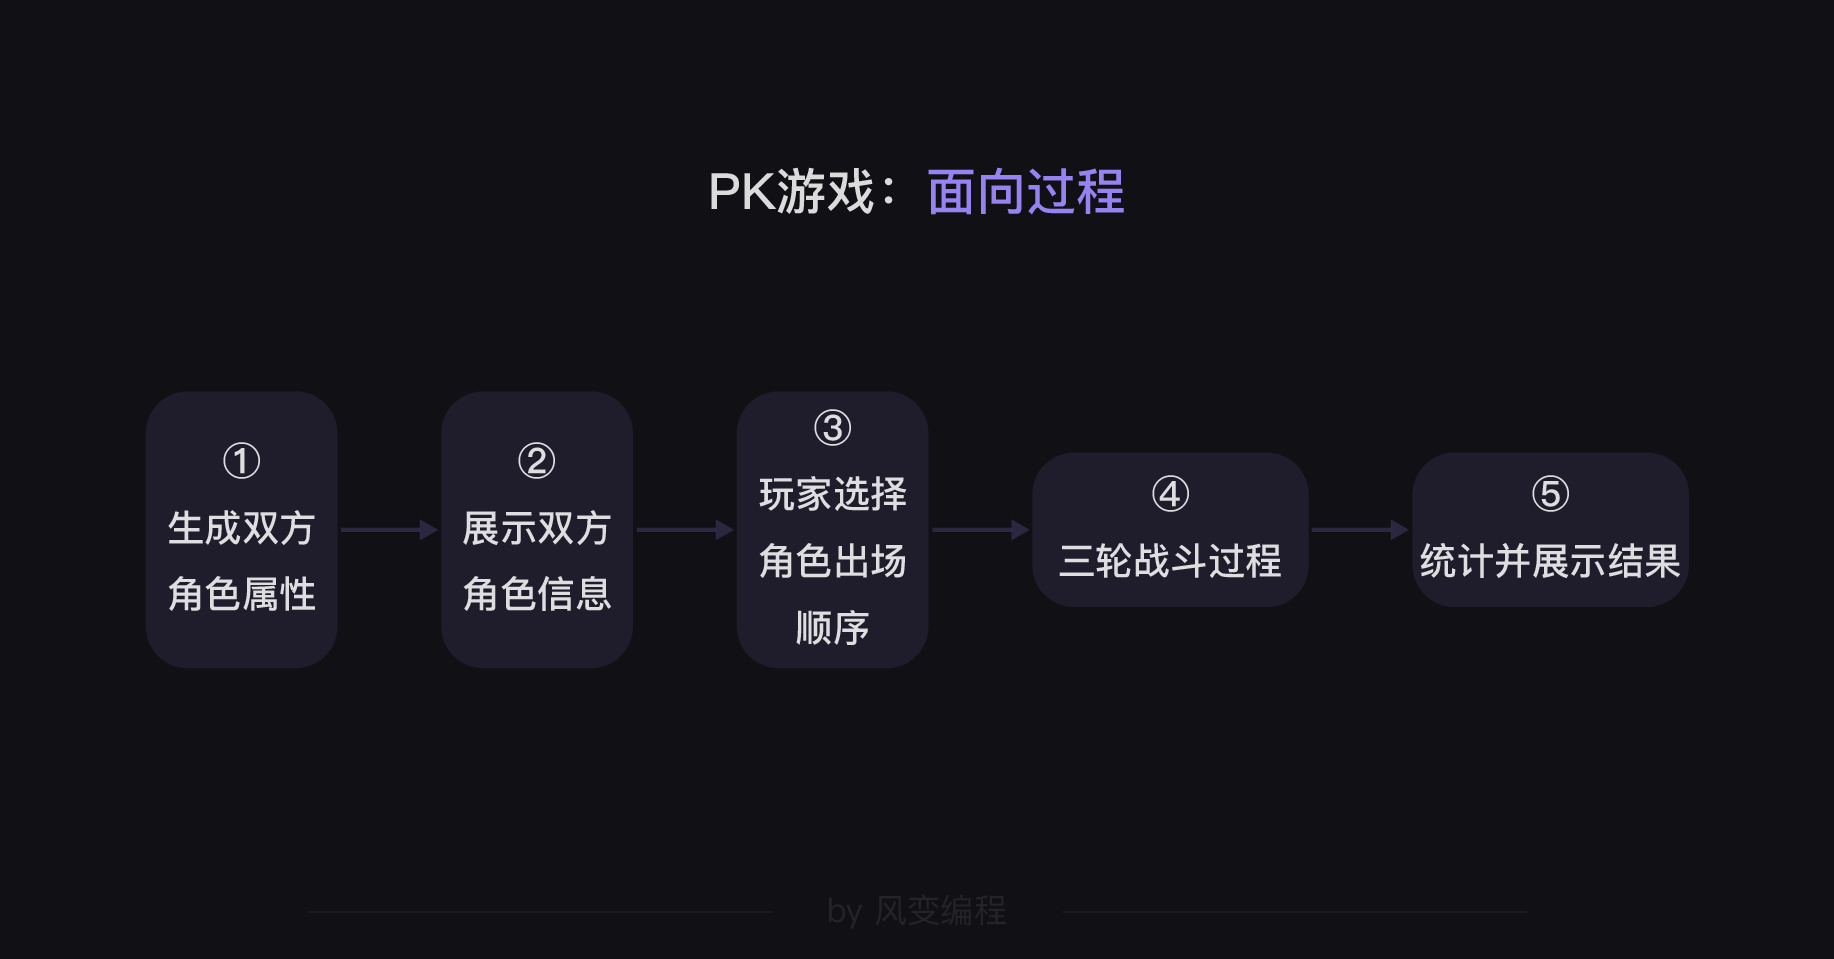 PK游戏：面向过程
①
生成双方
角色属性
②
展示双方
角色信息
③
玩家选择
角色出场
顺序
④
三轮战斗过程
⑤
统计并展示结果
by 风变编程